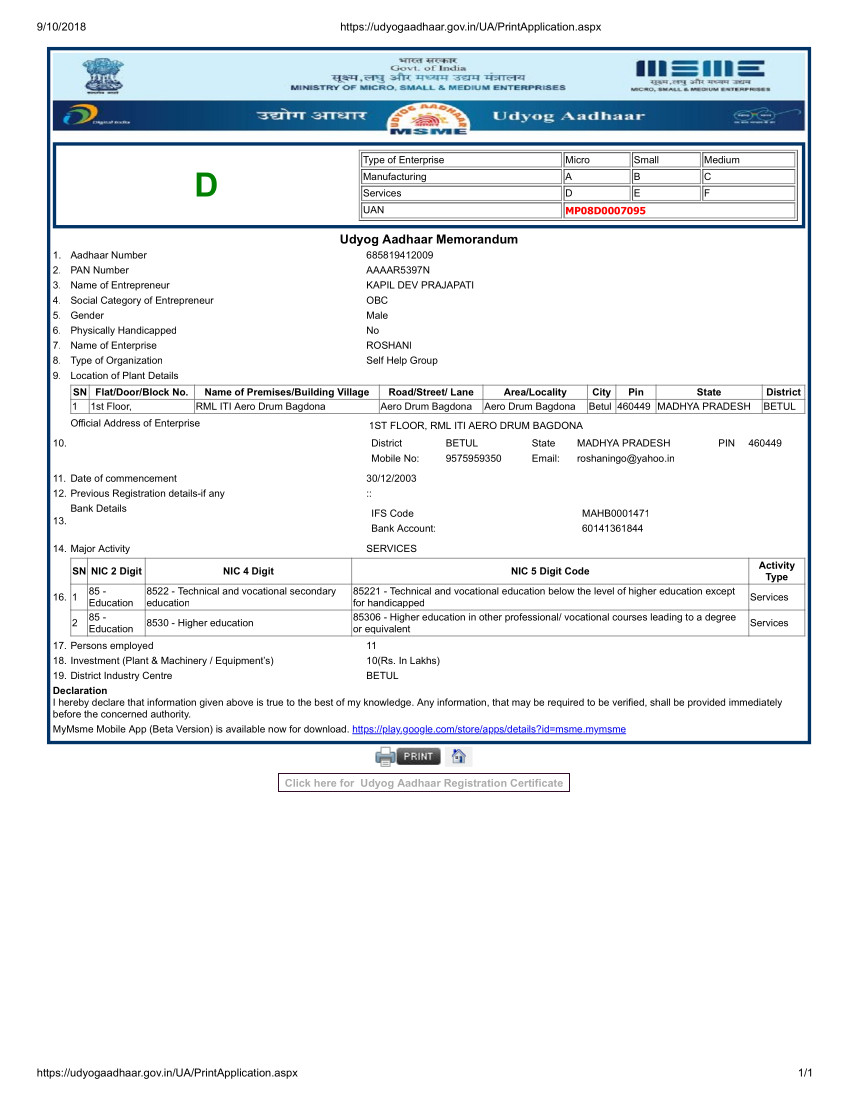 9/10/2018 https://udyogaadhaar.gov.in/UA/PrintApplication.aspx
भारत सरकार
Govt. of India
सूक्ष्म,लघु और मध्यम उद्यम मंत्रालय
MINISTRY OF MICRO, SMALL & MEDIUM ENTERPRISES
MSME
सूक्ष्म,लघु और मध्यम उद्यम
MICRO, SMALL & MEDIUM ENTERPRISES
Digital India
उद्योग आधार
UDYOG AADHAAR
MSME
Udyog Aadhaar
D
Type of Enterprise Micro Small Medium
Manufacturing A B C
Services D E F
UAN MP08D0007095
Udyog Aadhaar Memorandum
1. Aadhaar Number 685819412009
2. PAN Number AAAAR5397N
3. Name of Entrepreneur KAPIL DEV PRAJAPATI
4. Social Category of Entrepreneur OBC
5. Gender Male
6. Physically Handicapped No
7. Name of Enterprise ROSHANI
8. Type of Organization Self Help Group
9. Location of Plant Details
SN Flat/Door/Block No. Name of Premises/Building Village Road/Street/ Lane Area/Locality City Pin State District
1 1st Floor, RML ITI Aero Drum Bagdona Aero Drum Bagdona Aero Drum Bagdona Betul 460449 MADHYA PRADESH BETUL
Official Address of Enterprise 1ST FLOOR, RML ITI AERO DRUM BAGDONA
10. District BETUL State MADHYA PRADESH PIN 460449
Mobile No: 9575959350 Email: roshaningo@yahoo.in
11. Date of commencement 30/12/2003
12. Previous Registration details-if any ::
Bank Details
13. IFS Code MAHB0001471
Bank Account: 60141361844
14. Major Activity SERVICES
SN NIC 2 Digit NIC 4 Digit NIC 5 Digit Code Activity Type
16. 1 85 - Education 8522 - Technical and vocational secondary education 85221 - Technical and vocational education below the level of higher education except for handicapped Services
2 85 - Education 8530 - Higher education 85306 - Higher education in other professional/ vocational courses leading to a degree or equivalent Services
17. Persons employed 11
18. Investment (Plant & Machinery / Equipment's) 10(Rs. In Lakhs)
19. District Industry Centre BETUL
Declaration
I hereby declare that information given above is true to the best of my knowledge. Any information, that may be required to be verified, shall be provided immediately
before the concerned authority.
MyMsme Mobile App (Beta Version) is available now for download. https://play.google.com/store/apps/details?id=msme.mymsme
PRINT
Click here for Udyog Aadhaar Registration Certificate
https://udyogaadhaar.gov.in/UA/PrintApplication.aspx 1/1